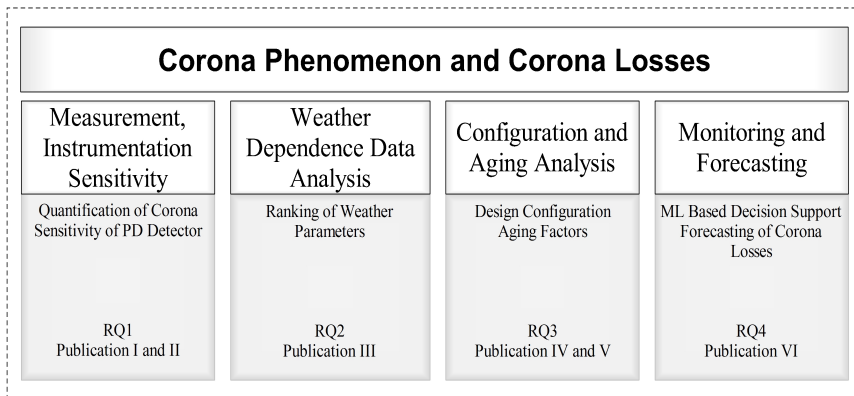 Corona Phenomenon and Corona Losses
Measurement,
Instrumentation
Sensitivity
Quantification of Corona
Sensitivity of PD Detector
RQ1
Publication I and II
Weather
Dependence Data
Analysis
Ranking of Weather
Parameters
RQ2
Publication III
Configuration and
Aging Analysis
Design Configuration
Aging Factors
RQ3
Publication IV and V
Monitoring and
Forecasting
ML Based Decision Support
Forecasting of Corona
Losses
RQ4
Publication VI